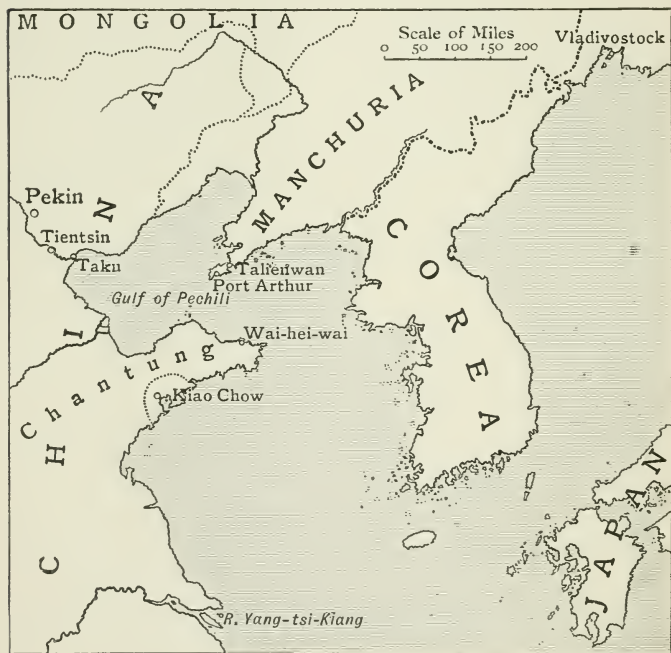 MONGOLIA
Scale of Miles
0 50 100 150 200
Vladivostock
MANCHURIA
Pekin
Tientsin
Taku
Talienwan
Port Arthur
Gulf of Pechili
COREA
Wai-hei-wai
Chantung
Kiao Chow
CHINA
JAPAN
R. Yang-tsi-Kiang